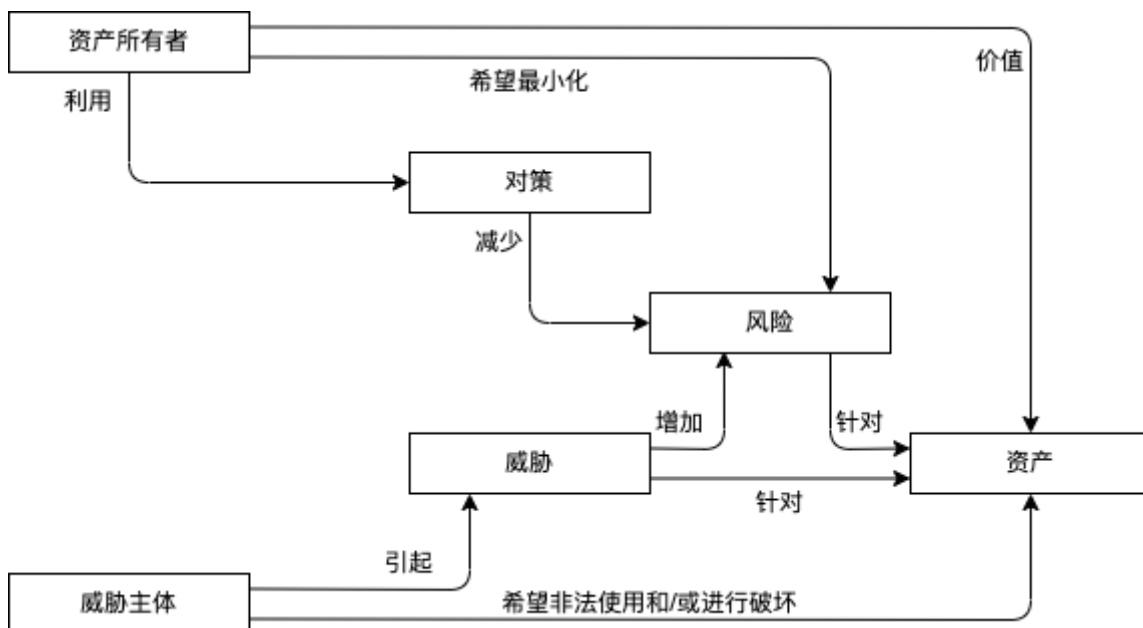 资产所有者
价值
希望最小化
利用
对策
减少
风险
增加
针对
威胁
资产
针对
引起
威胁主体
希望非法使用和/或进行破坏